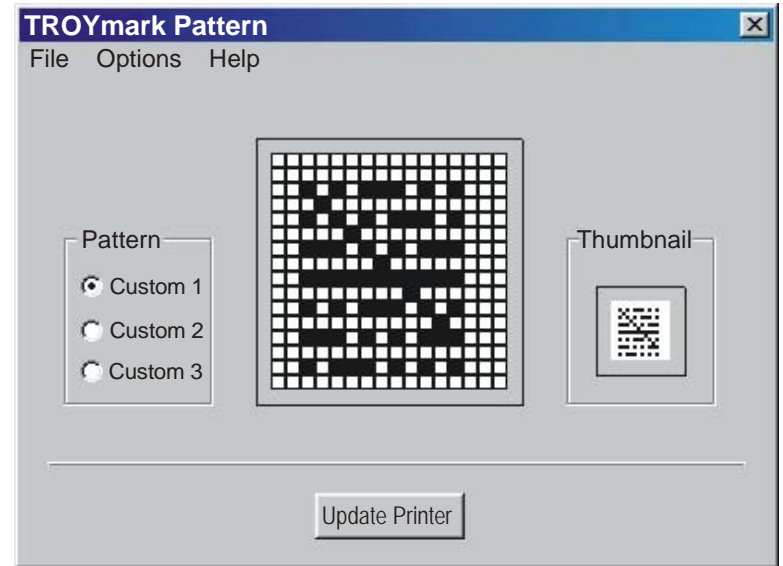 TROYmark Pattern
File Options Help
Pattern
Custom 1
Custom 2
Custom 3
Thumbnail
Update Printer